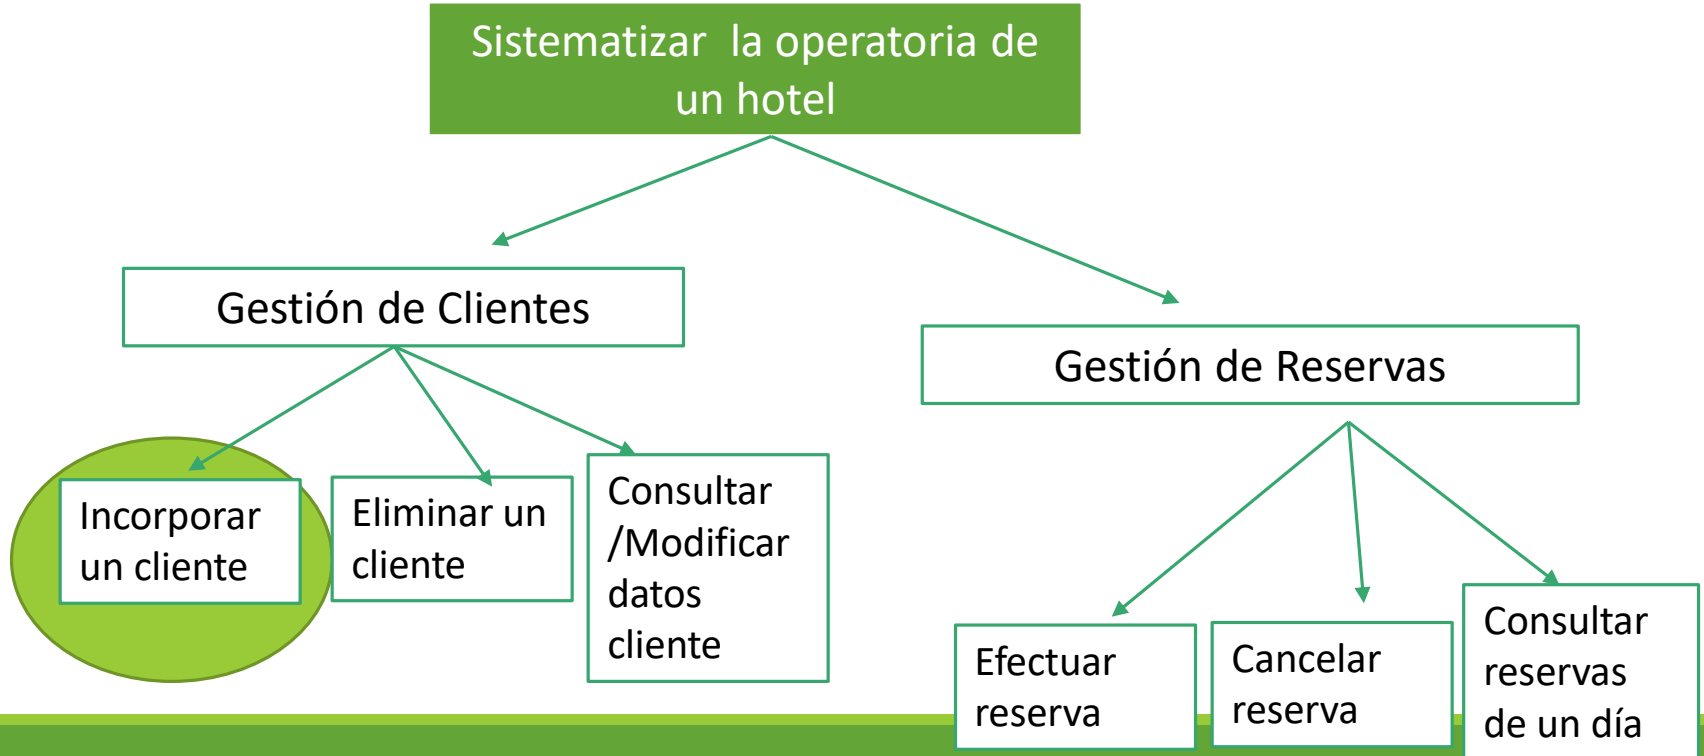 Sistematizar la operatoria de
un hotel
Gestión de Clientes
Gestión de Reservas
Incorporar
un cliente
Eliminar un
cliente
Consultar
/Modificar
datos
cliente
Efectuar
reserva
Cancelar
reserva
Consultar
reservas
de un día